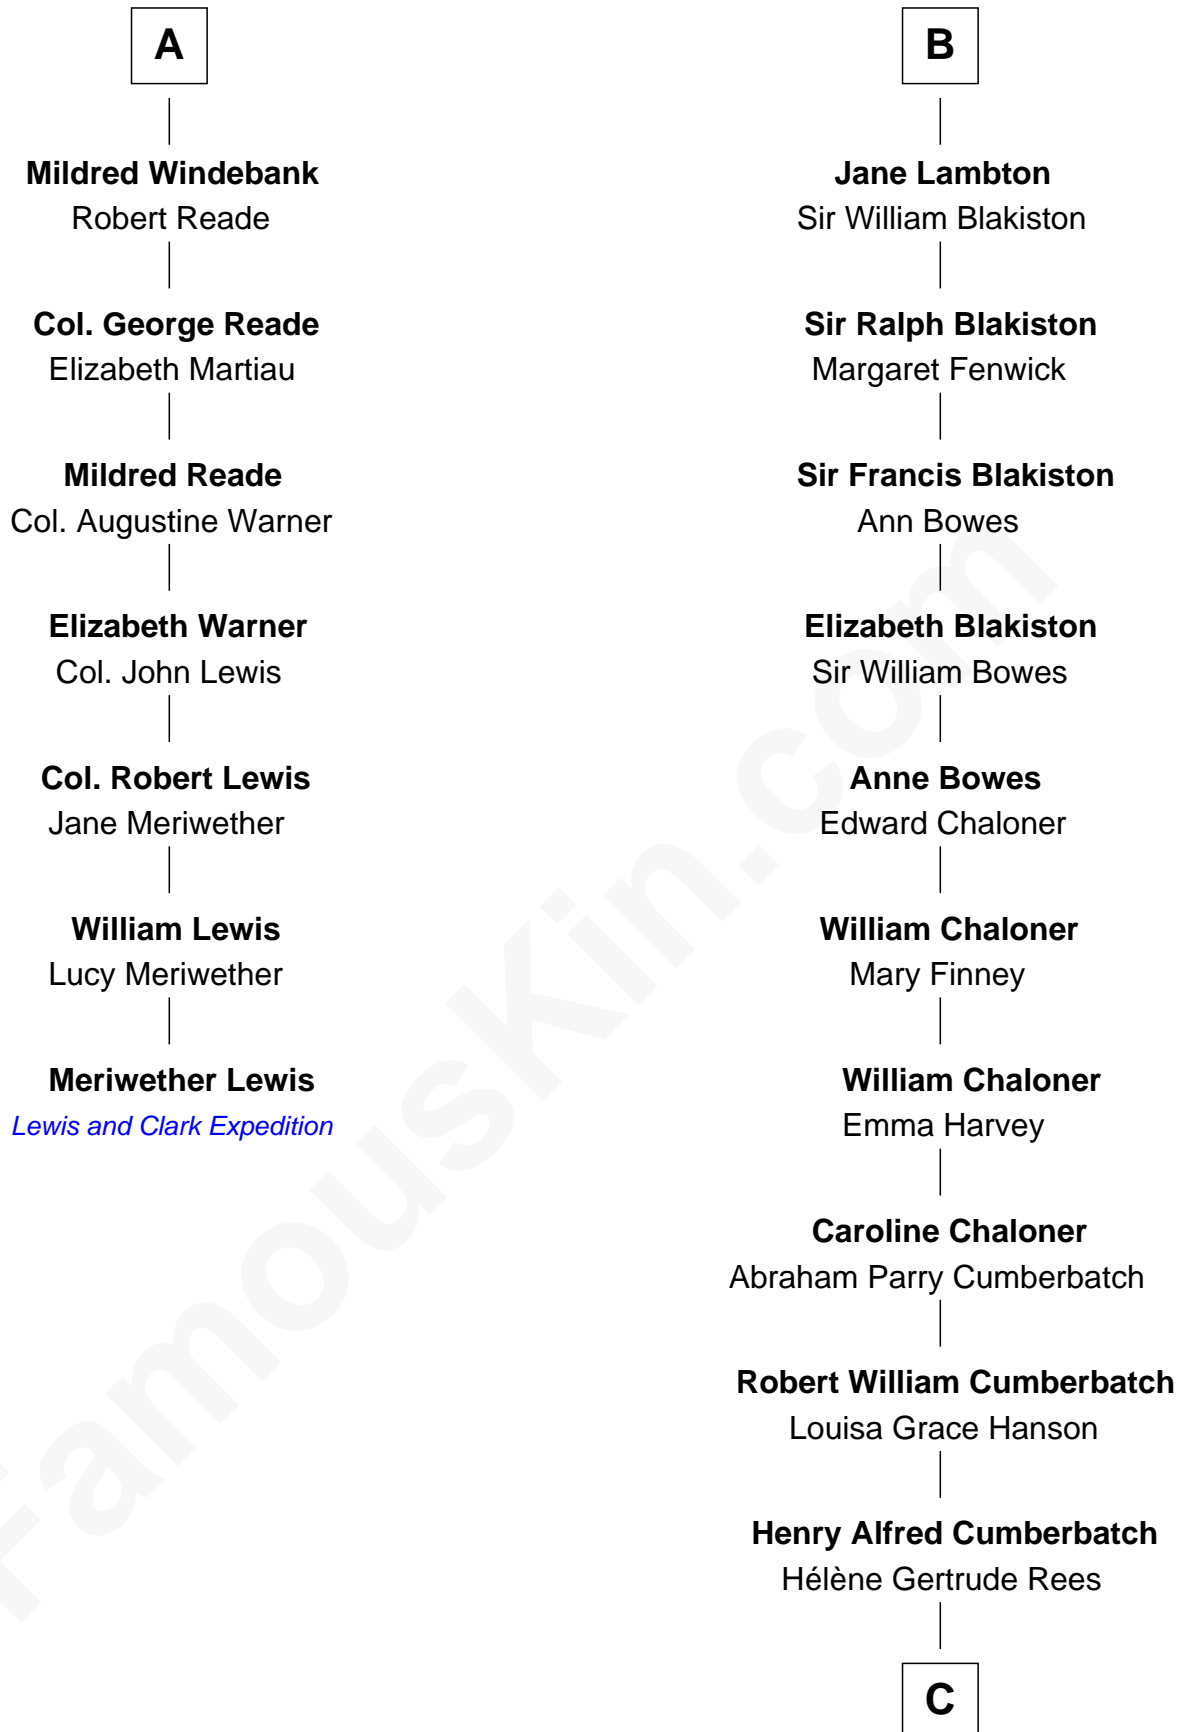 A
Mildred Windebank
Robert Reade
Col. George Reade
Elizabeth Martiau
Mildred Reade
Col. Augustine Warner
Elizabeth Warner
Col. John Lewis
Col. Robert Lewis
Jane Meriwether
William Lewis
Lucy Meriwether
Meriwether Lewis
Lewis and Clark Expedition
B
Jane Lambton
Sir William Blakiston
Sir Ralph Blakiston
Margaret Fenwick
Sir Francis Blakiston
Ann Bowes
Elizabeth Blakiston
Sir William Bowes
Anne Bowes
Edward Chaloner
William Chaloner
Mary Finney
William Chaloner
Emma Harvey
Caroline Chaloner
Abraham Parry Cumberbatch
Robert William Cumberbatch
Louisa Grace Hanson
Henry Alfred Cumberbatch
Hélène Gertrude Rees
C
FamousKin.com